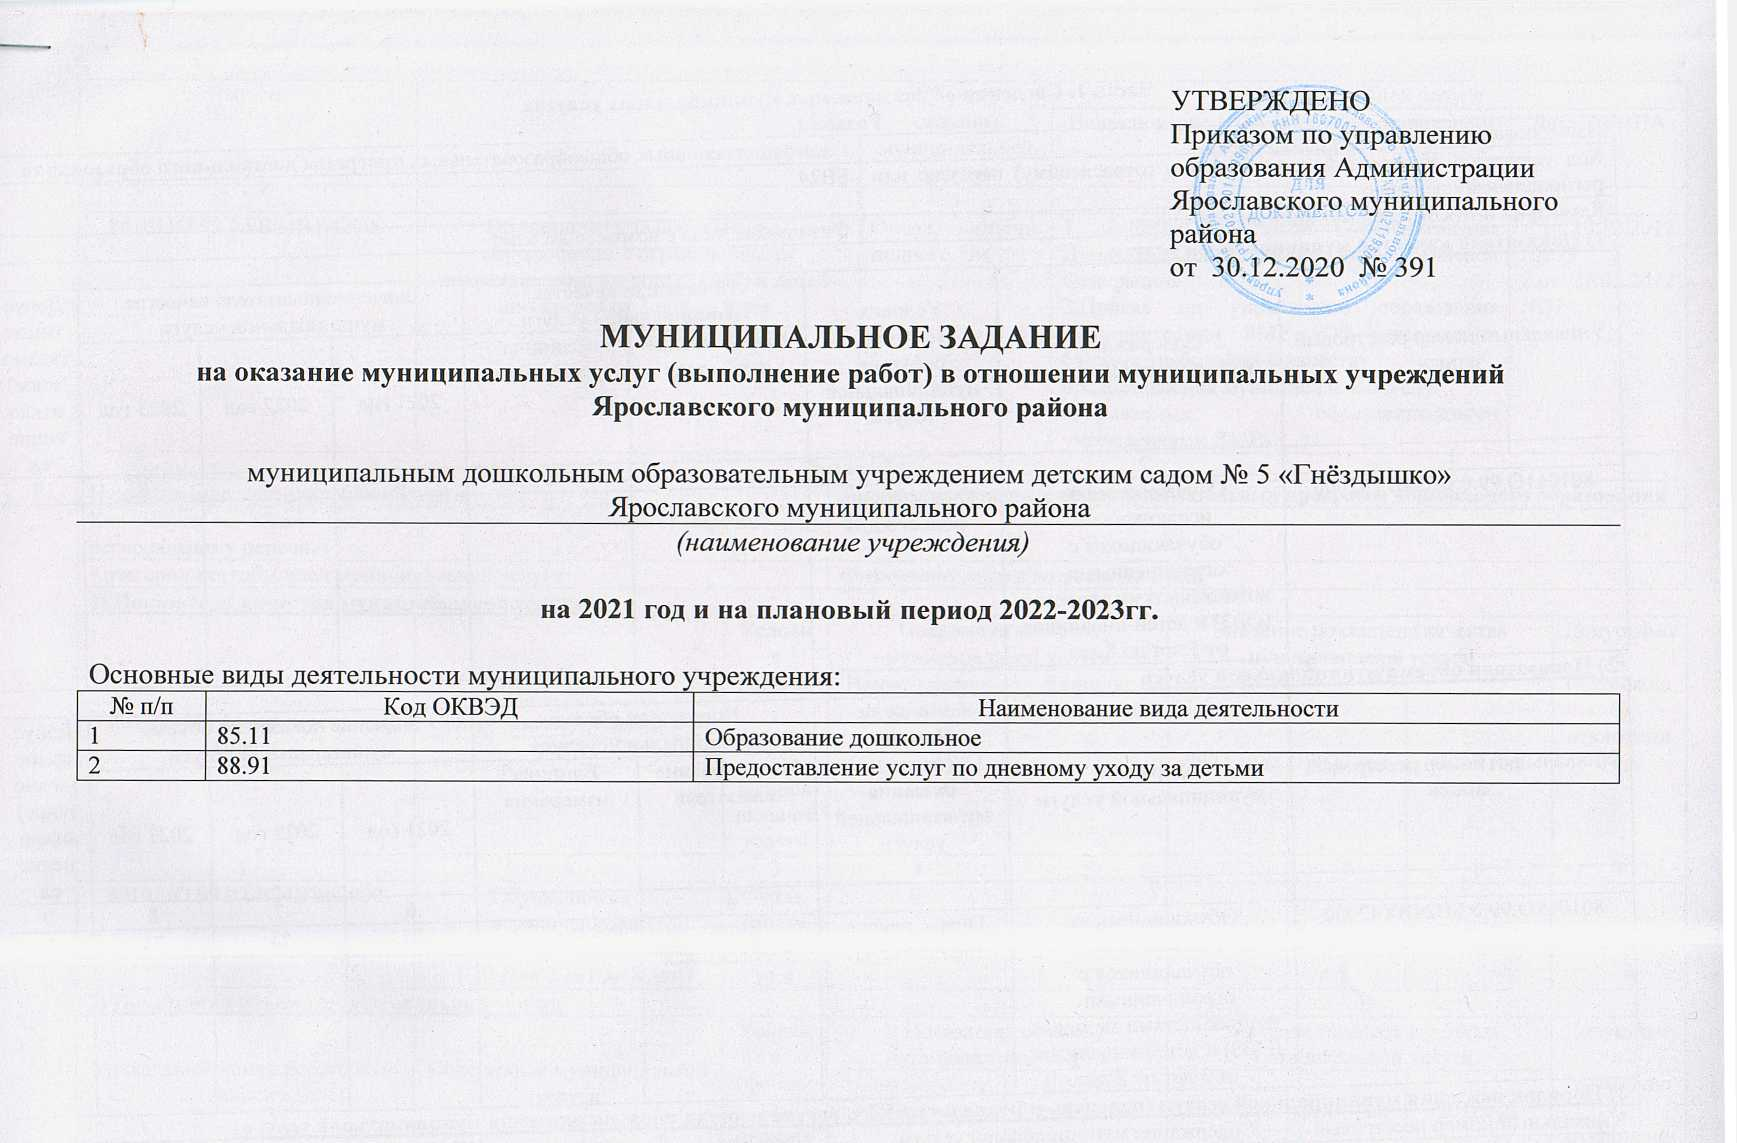 УТВЕРЖДЕНО
Приказом по управлению
образования Администрации
Ярославского муниципального
района
от 30.12.2020 № 391
ДЛЯ
ДОКУМЕНТОВ
МУНИЦИПАЛЬНОЕ ЗАДАНИЕ
на оказание муниципальных услуг (выполнение работ) в отношении муниципальных учреждений
Ярославского муниципального района
муниципальным дошкольным образовательным учреждением детским садом № 5 «Гнёздышко»
Ярославского муниципального района
(наименование учреждения)
на 2021 год и на плановый период 2022-2023гг.
Основные виды деятельности муниципального учреждения:
№ п/п Код ОКВЭД Наименование вида деятельности
1 85.11 Образование дошкольное
2 88.91 Предоставление услуг по дневному уходу за детьми